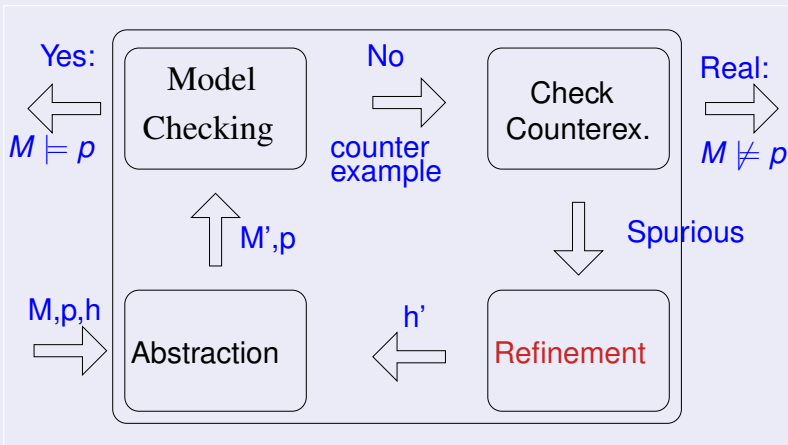 Yes:
M ⊨ p
Model
Checking
No
counter
example
Check
Counterex.
Real:
M ⊭ p
M',p
Spurious
M,p,h
Abstraction
h'
Refinement